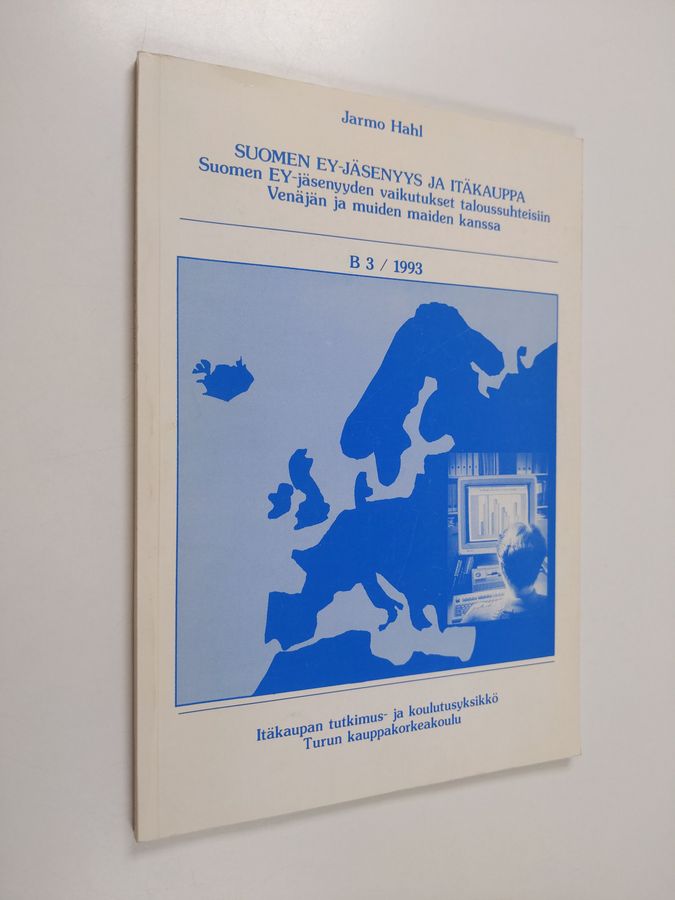 Jarmo Hahl
SUOMEN EY-JÄSENYYS JA ITÄKAUPPA
Suomen EY-jäsenyyden vaikutukset taloussuhteisiin
Venäjän ja muiden maiden kanssa
B 3 / 1993
Itäkaupan tutkimus- ja koulutusyksikkö
Turun kauppakorkeakoulu